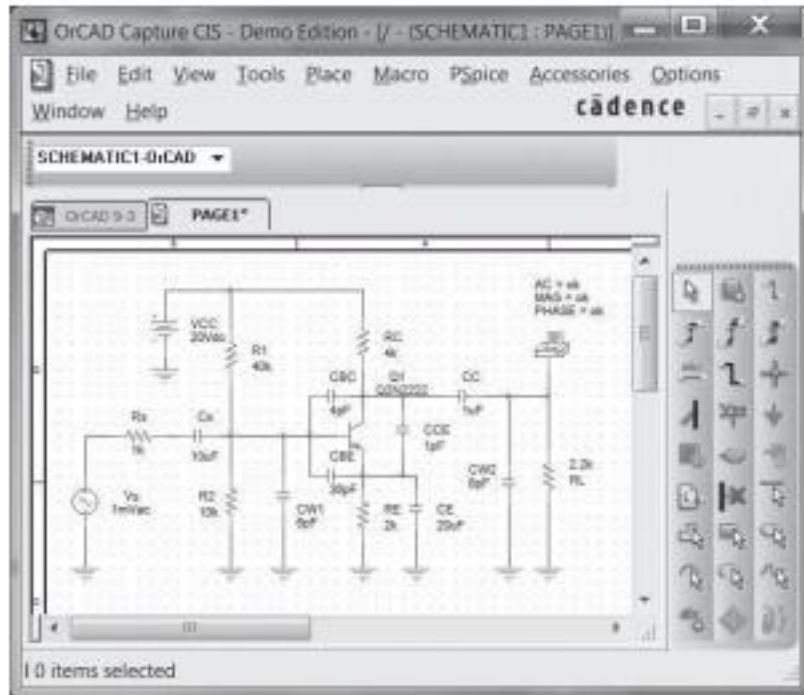 OrCAD Capture CIS - Demo Edition - [/ - (SCHEMATIC1 : PAGE1)]
File Edit View Tools Place Macro PSpice Accessories Options
Window Help
cādence
SCHEMATIC1-OrCAD
OrCAD 9-3
PAGE1*
AC = ok
MAG = ok
PHASE = ok
VCC
20Vdc
R1
40k
RC
4k
CBC
4pF
Q1
Q2N2222
CC
1uF
Rs
1k
Cs
10uF
CCE
1pF
CBE
36pF
Vs
1mVac
R2
10k
CW1
6pF
RE
2k
CE
20uF
CW2
8pF
2.2k
RL
0 items selected